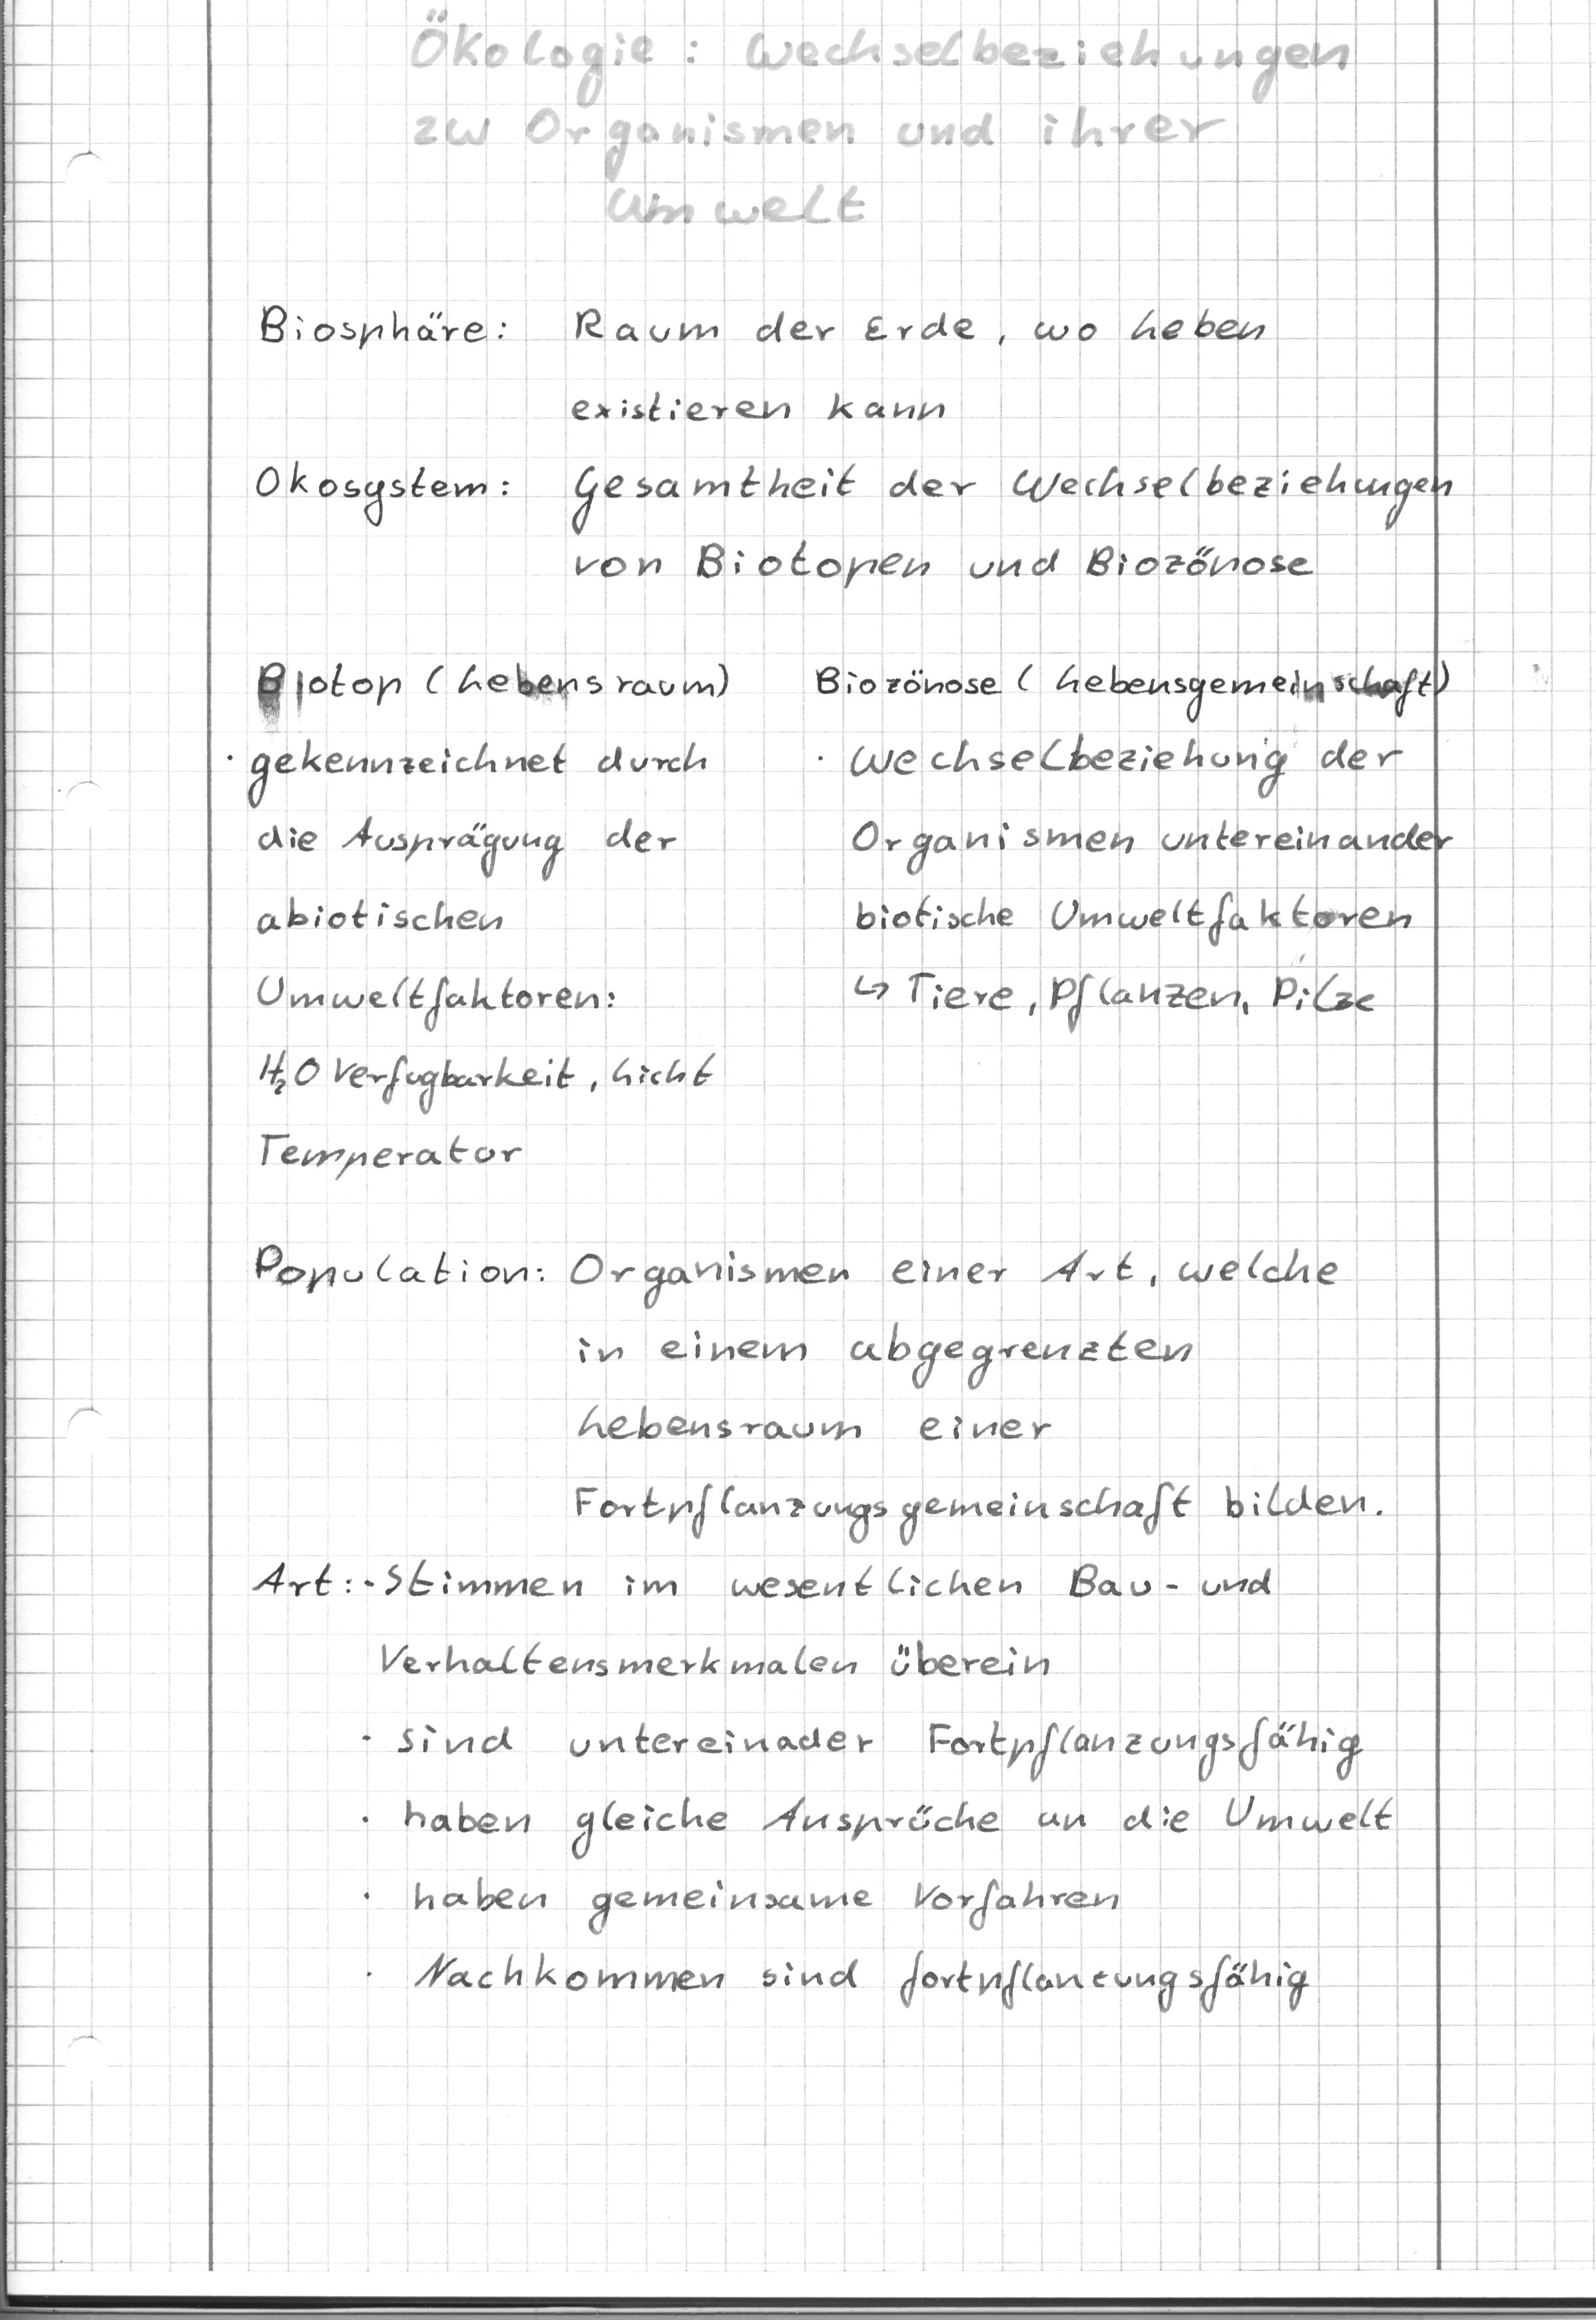 Ökologie: Wechselbeziehungen
zw Organismen und ihrer
Umwelt
Biosphäre: Raum der Erde, wo Leben
existieren kann
Okosystem: Gesamtheit der Wechselbeziehungen
von Biotopen und Biozönose
Biotop (Lebensraum)
· gekennzeichnet durch
die Ausprägung der
abiotischen
Umweltfaktoren:
H₂O Verfugbarkeit, Licht
Temperatur
Biozönose (Lebensgemeinschaft)
· Wechselbeziehung der
Organismen untereinander
biotische Umweltfaktoren
↳ Tiere, Pflanzen, Pilze
Population: Organismen einer Art, welche
in einem abgegrenzten
Lebensraum einer
Fortpflanzungsgemeinschaft bilden.
Art: · Stimmen im wesentlichen Bau- und
Verhaltensmerkmalen überein
· sind untereinader Fortpflanzungsfähig
· haben gleiche Ansprüche an die Umwelt
· haben gemeinsame Vorfahren
· Nachkommen sind fortpflanzungsfähig